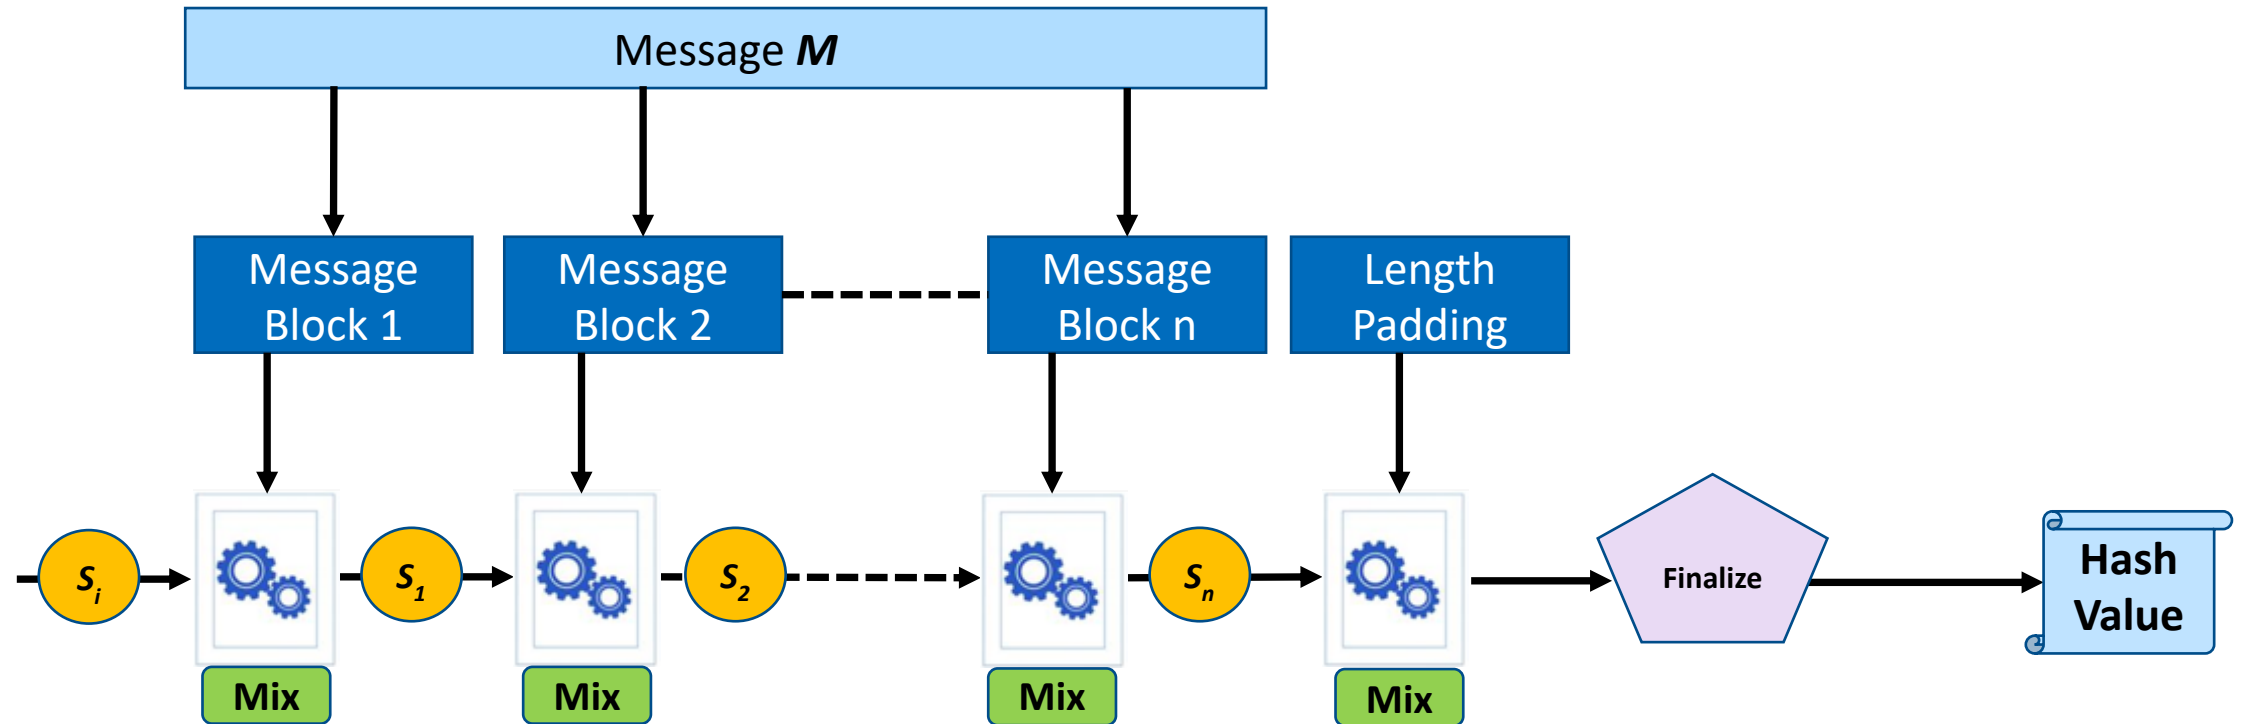 Message M
Message
Block 1
Message
Block 2
Message
Block n
Length
Padding
Si
S1
S2
Sn
Finalize
Hash
Value
Mix
Mix
Mix
Mix